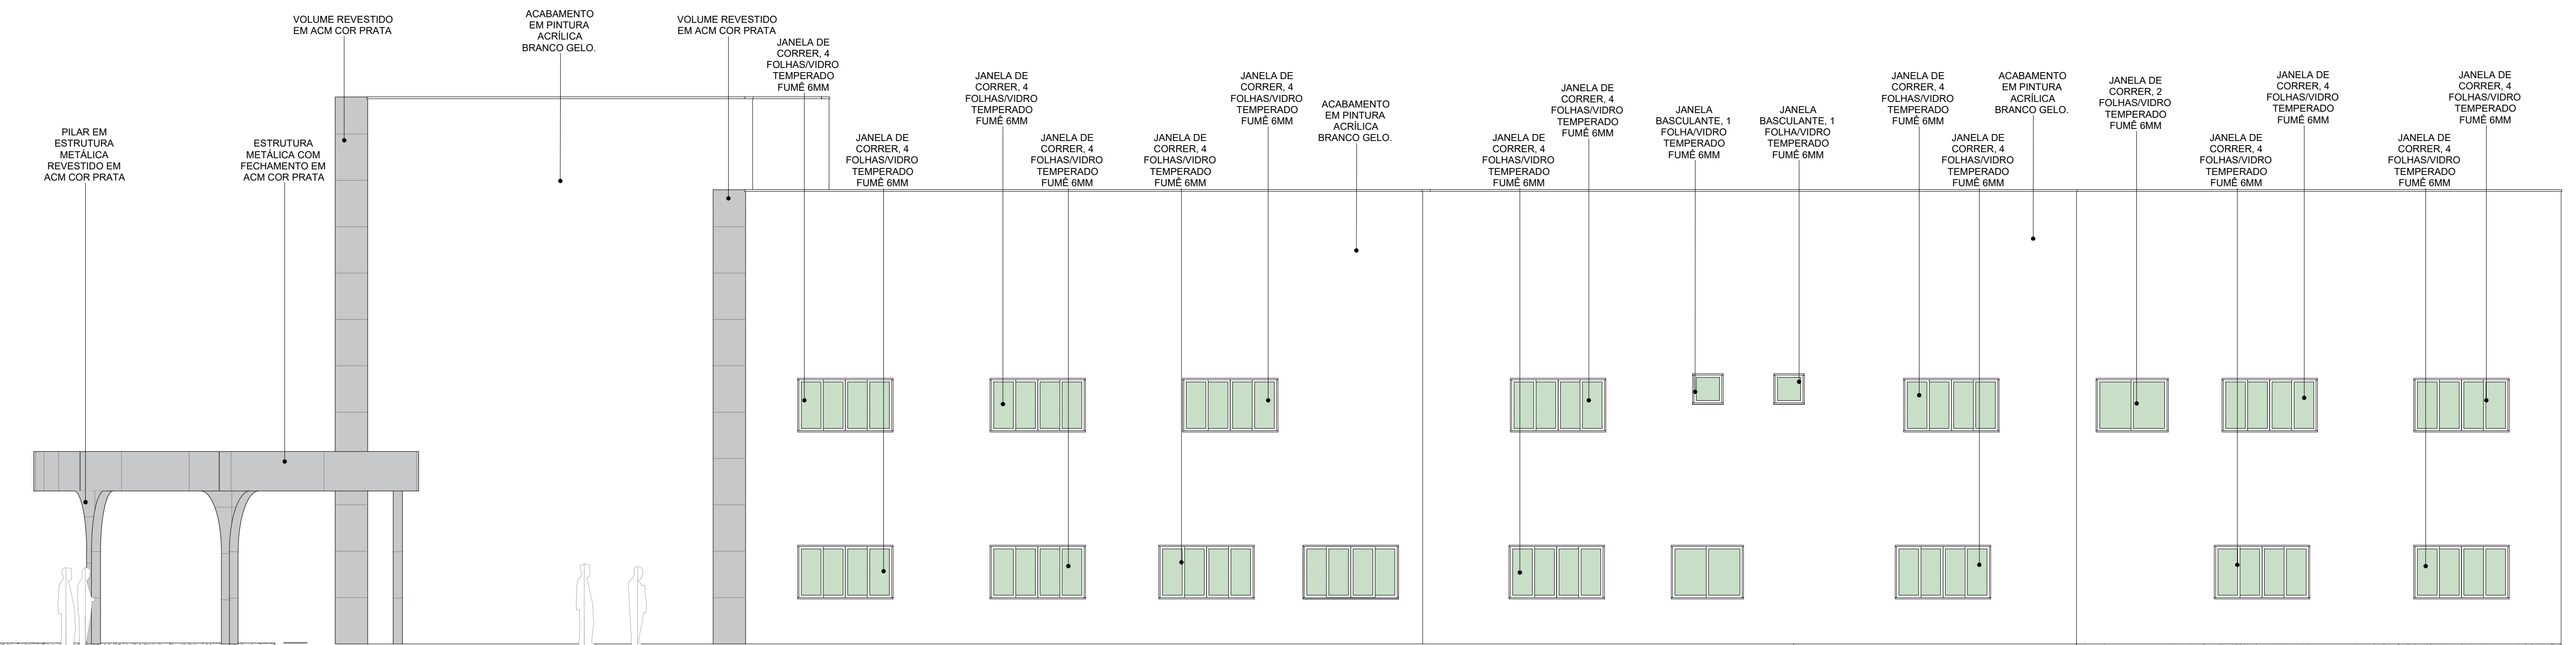 VOLUME REVESTIDO
EM ACM COR PRATA
ACABAMENTO
EM PINTURA
ACRÍLICA
BRANCO GELO.
VOLUME REVESTIDO
EM ACM COR PRATA
JANELA DE
CORRER, 4
FOLHAS/VIDRO
TEMPERADO
FUMÊ 6MM
PILAR EM
ESTRUTURA
METÁLICA
REVESTIDO EM
ACM COR PRATA
ESTRUTURA
METÁLICA COM
FECHAMENTO EM
ACM COR PRATA
JANELA DE
CORRER, 4
FOLHAS/VIDRO
TEMPERADO
FUMÊ 6MM
JANELA DE
CORRER, 4
FOLHAS/VIDRO
TEMPERADO
FUMÊ 6MM
JANELA DE
CORRER, 4
FOLHAS/VIDRO
TEMPERADO
FUMÊ 6MM
JANELA DE
CORRER, 4
FOLHAS/VIDRO
TEMPERADO
FUMÊ 6MM
JANELA DE
CORRER, 4
FOLHAS/VIDRO
TEMPERADO
FUMÊ 6MM
ACABAMENTO
EM PINTURA
ACRÍLICA
BRANCO GELO.
JANELA DE
CORRER, 4
FOLHAS/VIDRO
TEMPERADO
FUMÊ 6MM
JANELA DE
CORRER, 4
FOLHAS/VIDRO
TEMPERADO
FUMÊ 6MM
JANELA
BASCULANTE, 1
FOLHA/VIDRO
TEMPERADO
FUMÊ 6MM
JANELA
BASCULANTE, 1
FOLHA/VIDRO
TEMPERADO
FUMÊ 6MM
JANELA DE
CORRER, 4
FOLHAS/VIDRO
TEMPERADO
FUMÊ 6MM
JANELA DE
CORRER, 4
FOLHAS/VIDRO
TEMPERADO
FUMÊ 6MM
ACABAMENTO
EM PINTURA
ACRÍLICA
BRANCO GELO.
JANELA DE
CORRER, 2
FOLHAS/VIDRO
TEMPERADO
FUMÊ 6MM
JANELA DE
CORRER, 4
FOLHAS/VIDRO
TEMPERADO
FUMÊ 6MM
JANELA DE
CORRER, 4
FOLHAS/VIDRO
TEMPERADO
FUMÊ 6MM
JANELA DE
CORRER, 4
FOLHAS/VIDRO
TEMPERADO
FUMÊ 6MM
JANELA DE
CORRER, 4
FOLHAS/VIDRO
TEMPERADO
FUMÊ 6MM